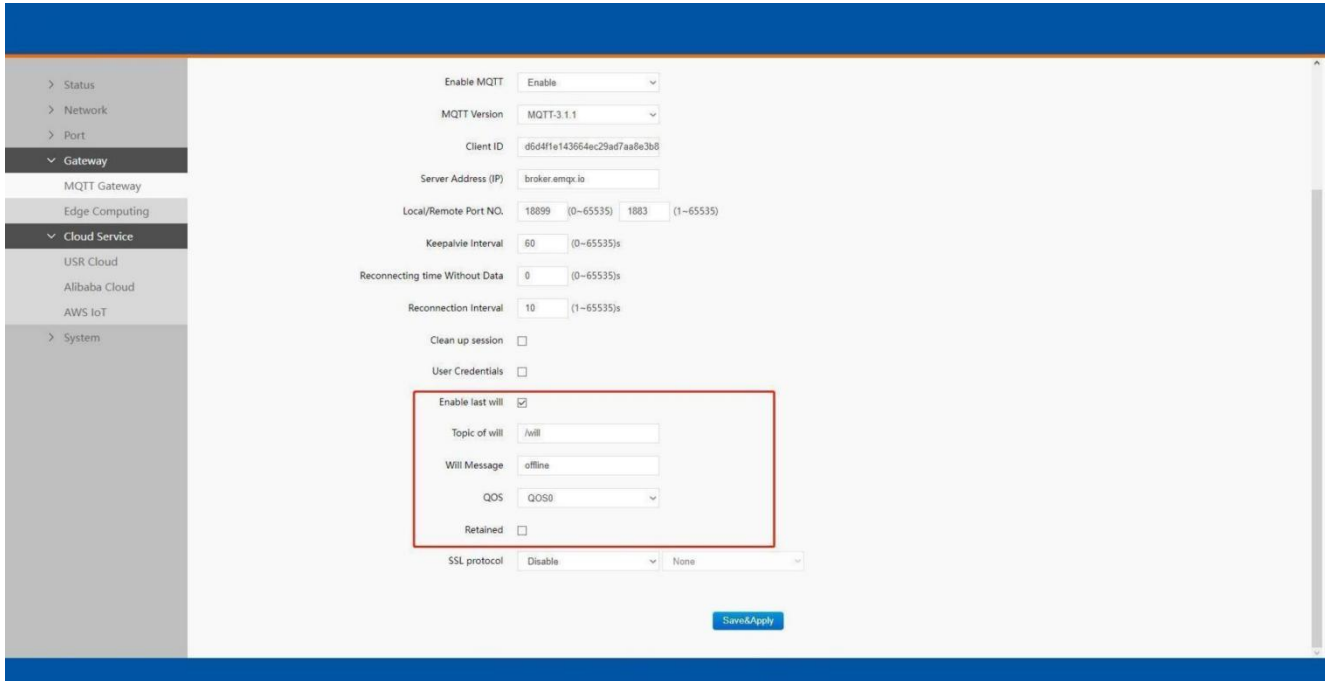 Status
Network
Port
Gateway
MQTT Gateway
Edge Computing
Cloud Service
USR Cloud
Alibaba Cloud
AWS IoT
System
Enable MQTT Enable
MQTT Version MQTT-3.1.1
Client ID d6d4f1e143664ec29ad7aa8e3b8
Server Address (IP) broker.emqx.io
Local/Remote Port NO. 18899 (0~65535) 1883 (1~65535)
Keepalvie Interval 60 (0~65535)s
Reconnecting time Without Data 0 (0~65535)s
Reconnection Interval 10 (1~65535)s
Clean up session
User Credentials
Enable last will
Topic of will /will
Will Message offline
QOS QOS0
Retained
SSL protocol Disable None
Save&Apply